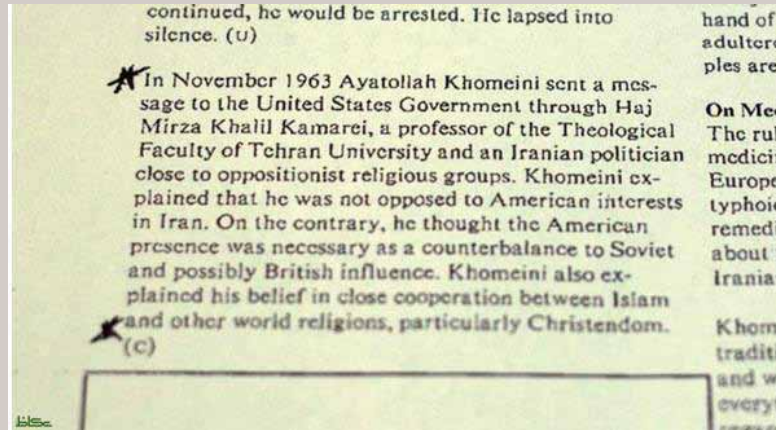 continued, he would be arrested. He lapsed into
silence. (U)
In November 1963 Ayatollah Khomeini sent a mes-
sage to the United States Government through Haj
Mirza Khalil Kamarei, a professor of the Theological
Faculty of Tehran University and an Iranian politician
close to oppositionist religious groups. Khomeini ex-
plained that he was not opposed to American interests
in Iran. On the contrary, he thought the American
presence was necessary as a counterbalance to Soviet
and possibly British influence. Khomeini also ex-
plained his belief in close cooperation between Islam
and other world religions, particularly Christendom.
(C)
hand of
adultere
ples are
On Med
The rul
medicin
Europe
typhoid
remedi
about
Irania
Khom
traditi
and w
every